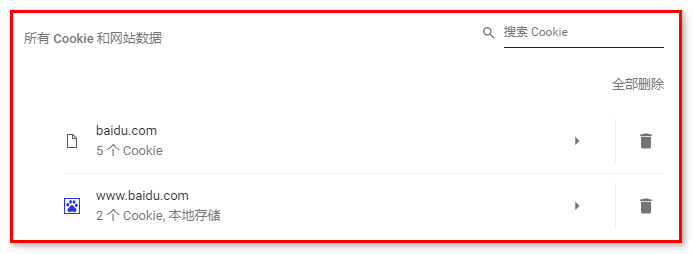 所有 Cookie 和网站数据
搜索 Cookie
全部删除
baidu.com
5 个 Cookie
www.baidu.com
2 个 Cookie, 本地存储